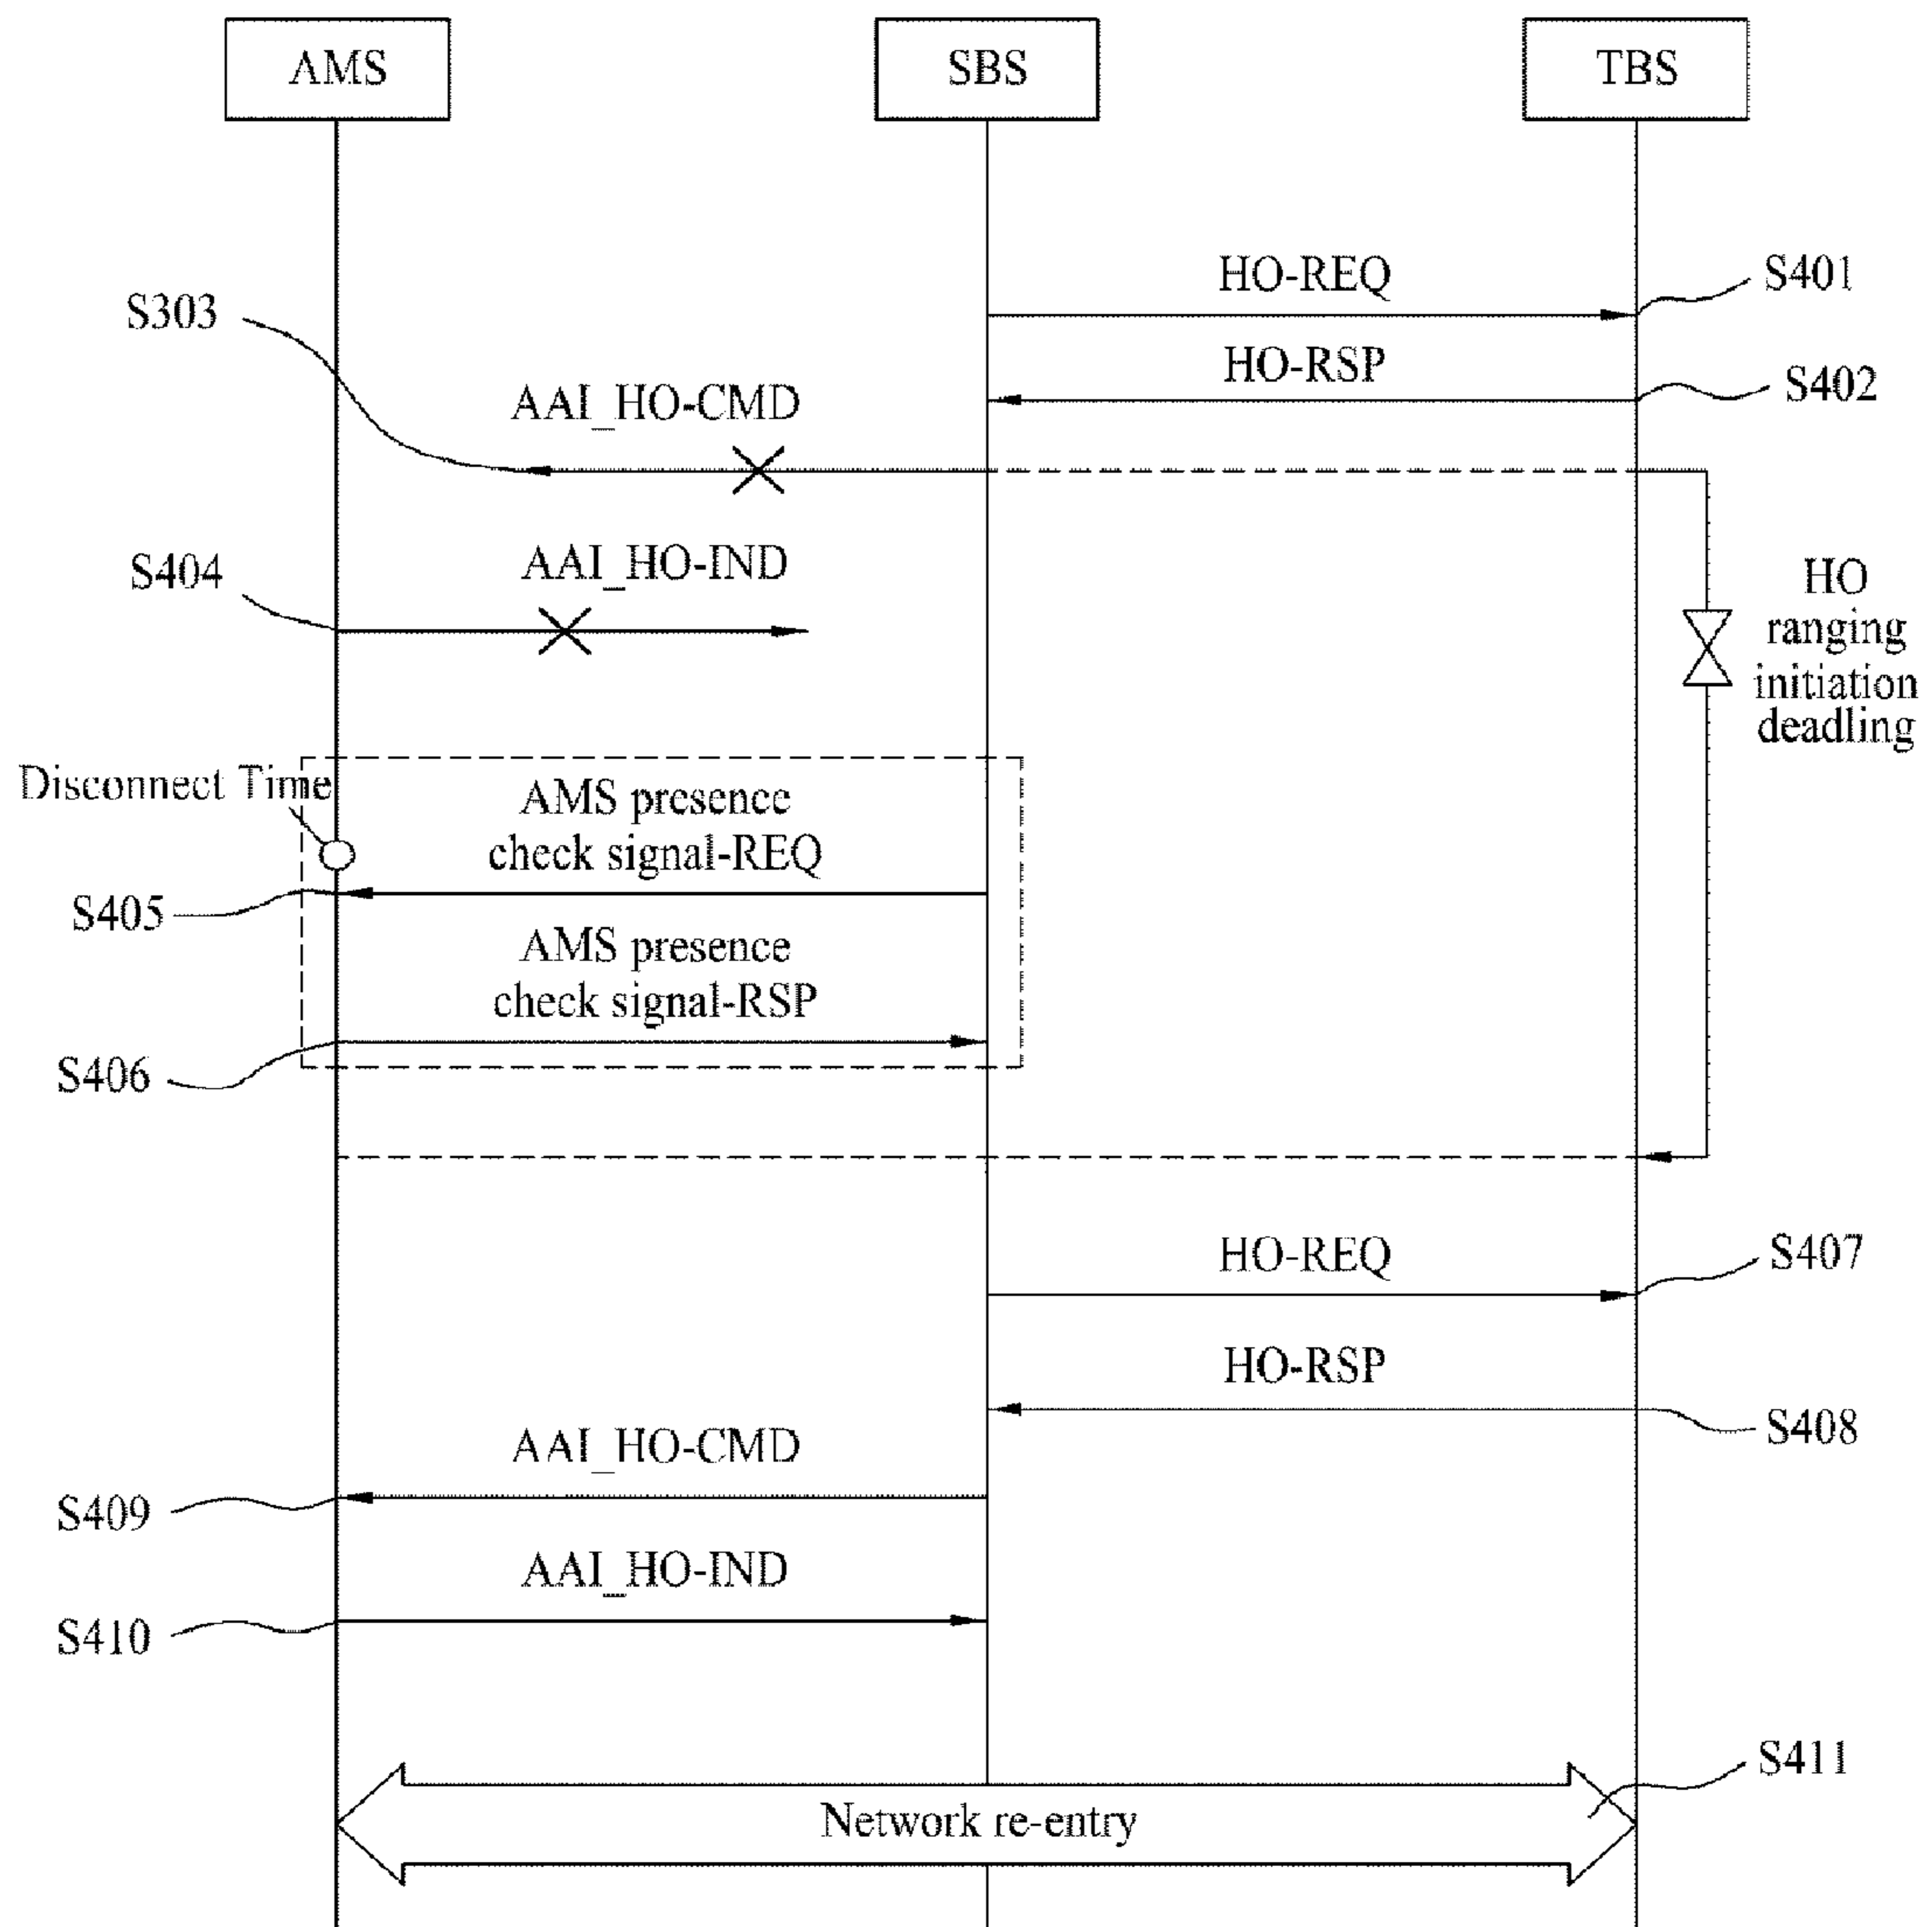 AMS
SBS
TBS
HO-REQ
S401
S303
HO-RSP
S402
AAI_HO-CMD
S404
AAI_HO-IND
HO
ranging
initiation
deadling
Disconnect Time
AMS presence
check signal-REQ
S405
AMS presence
check signal-RSP
S406
HO-REQ
S407
HO-RSP
S408
AAI_HO-CMD
S409
AAI_HO-IND
S410
S411
Network re-entry